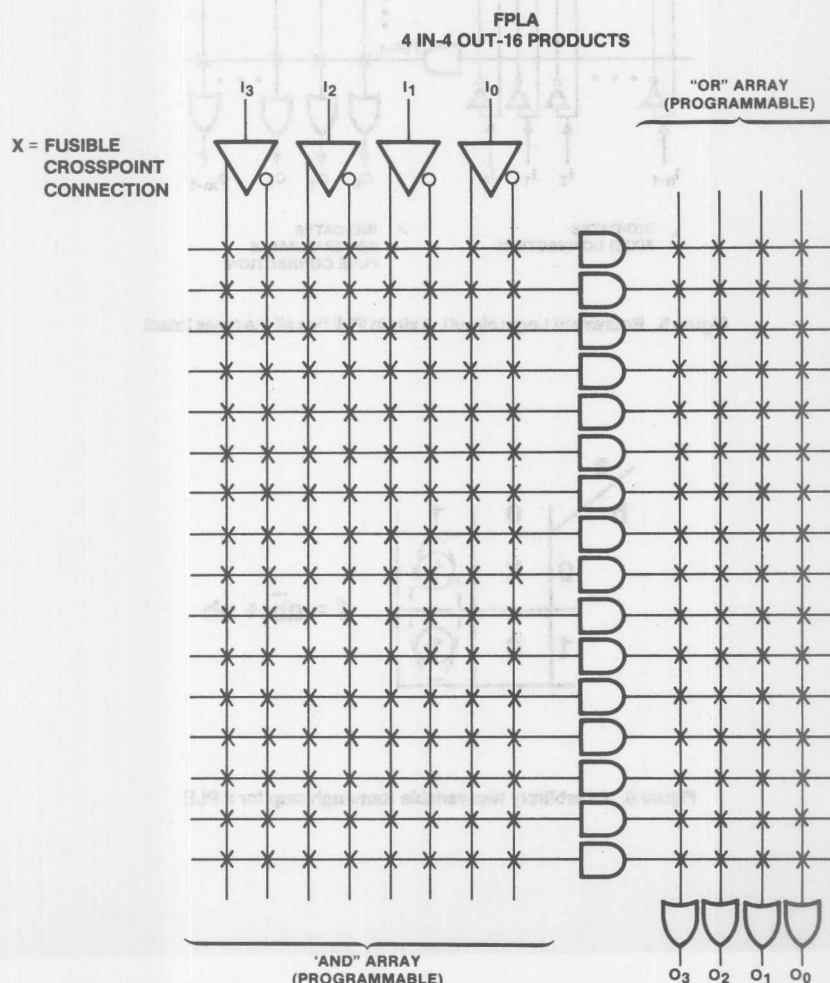 FPLA
4 IN-4 OUT-16 PRODUCTS
"OR" ARRAY
(PROGRAMMABLE)
I3 I2 I1 I0
X = FUSIBLE
CROSSPOINT
CONNECTION
'AND" ARRAY
(PROGRAMMABLE)
O3 O2 O1 O0